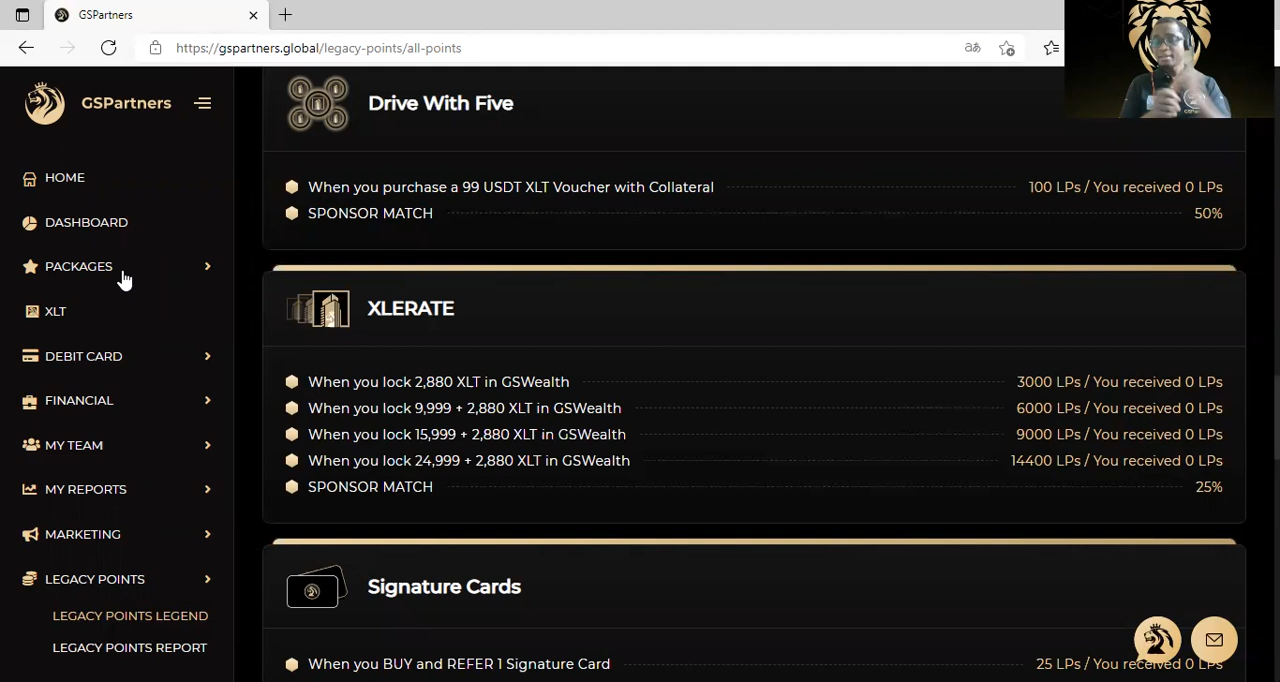 GSPartners
https://gspartners.global/legacy-points/all-points
GSPartners
HOME
DASHBOARD
PACKAGES
XLT
DEBIT CARD
FINANCIAL
MY TEAM
MY REPORTS
MARKETING
LEGACY POINTS
LEGACY POINTS LEGEND
LEGACY POINTS REPORT
Drive With Five
When you purchase a 99 USDT XLT Voucher with Collateral 100 LPs / You received 0 LPs
SPONSOR MATCH 50%
XLERATE
When you lock 2,880 XLT in GSWealth 3000 LPs / You received 0 LPs
When you lock 9,999 + 2,880 XLT in GSWealth 6000 LPs / You received 0 LPs
When you lock 15,999 + 2,880 XLT in GSWealth 9000 LPs / You received 0 LPs
When you lock 24,999 + 2,880 XLT in GSWealth 14400 LPs / You received 0 LPs
SPONSOR MATCH 25%
Signature Cards
When you BUY and REFER 1 Signature Card 25 LPs / You received 0 LPs